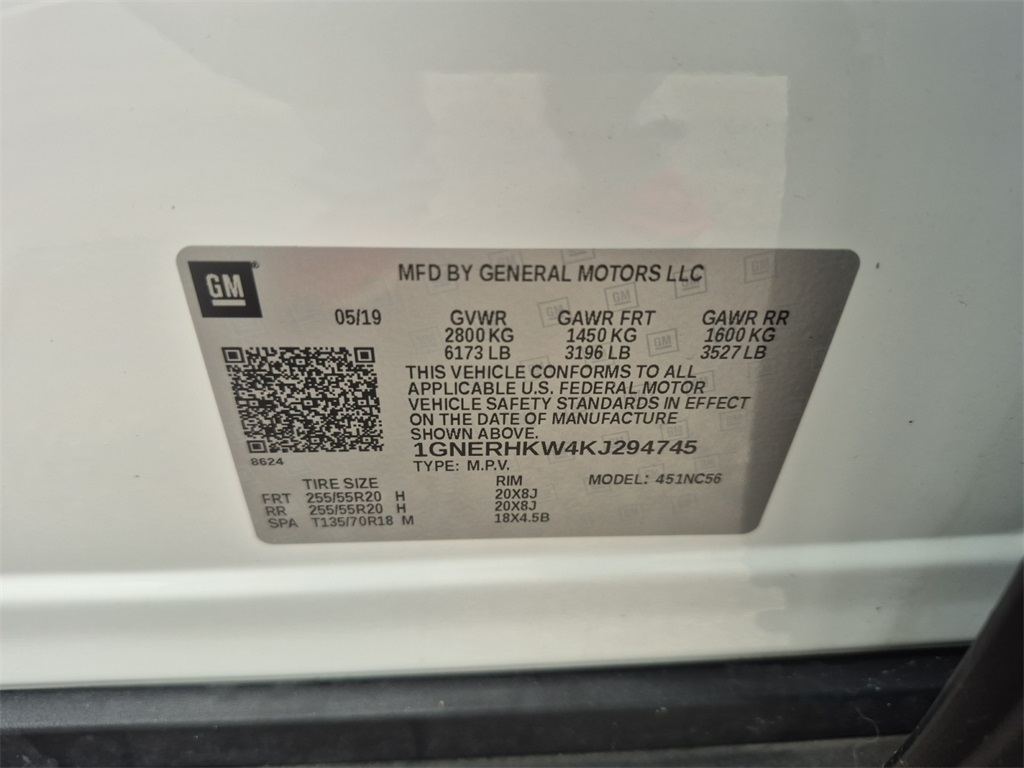 GM
MFD BY GENERAL MOTORS LLC
05/19 GVWR GAWR FRT GAWR RR
2800 KG 1450 KG 1600 KG
6173 LB 3196 LB 3527 LB
THIS VEHICLE CONFORMS TO ALL
APPLICABLE U.S. FEDERAL MOTOR
VEHICLE SAFETY STANDARDS IN EFFECT
ON THE DATE OF MANUFACTURE
SHOWN ABOVE.
8624
1GNERHKW4KJ294745
TYPE: M.P.V. MODEL: 451NC56
TIRE SIZE RIM
FRT 255/55R20 H 20X8J
RR 255/55R20 H 20X8J
SPA T135/70R18 M 18X4.5B